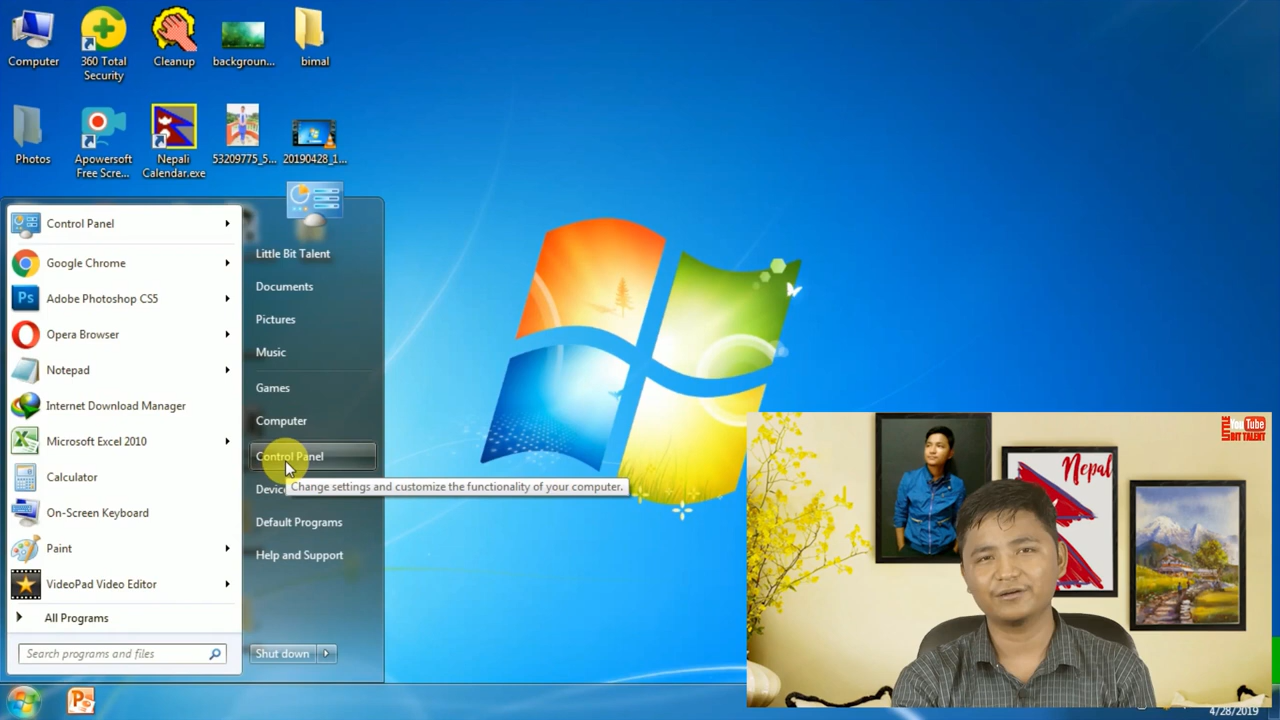 Computer
360 Total
Security
Cleanup
backgroun...
bimal
Photos
Apowersoft
Free Scre...
Nepali
Calendar.exe
53209775_5...
20190428_1...
Control Panel
Google Chrome
Ps
Adobe Photoshop CS5
Opera Browser
Notepad
Internet Download Manager
Microsoft Excel 2010
Calculator
On-Screen Keyboard
Paint
VideoPad Video Editor
All Programs
Search programs and files
Little Bit Talent
Documents
Pictures
Music
Games
Computer
Control Panel
Change settings and customize the functionality of your computer.
Default Programs
Help and Support
Shut down
Nepal
LITTLE
YouTube
BIT TALENT
4/28/2019